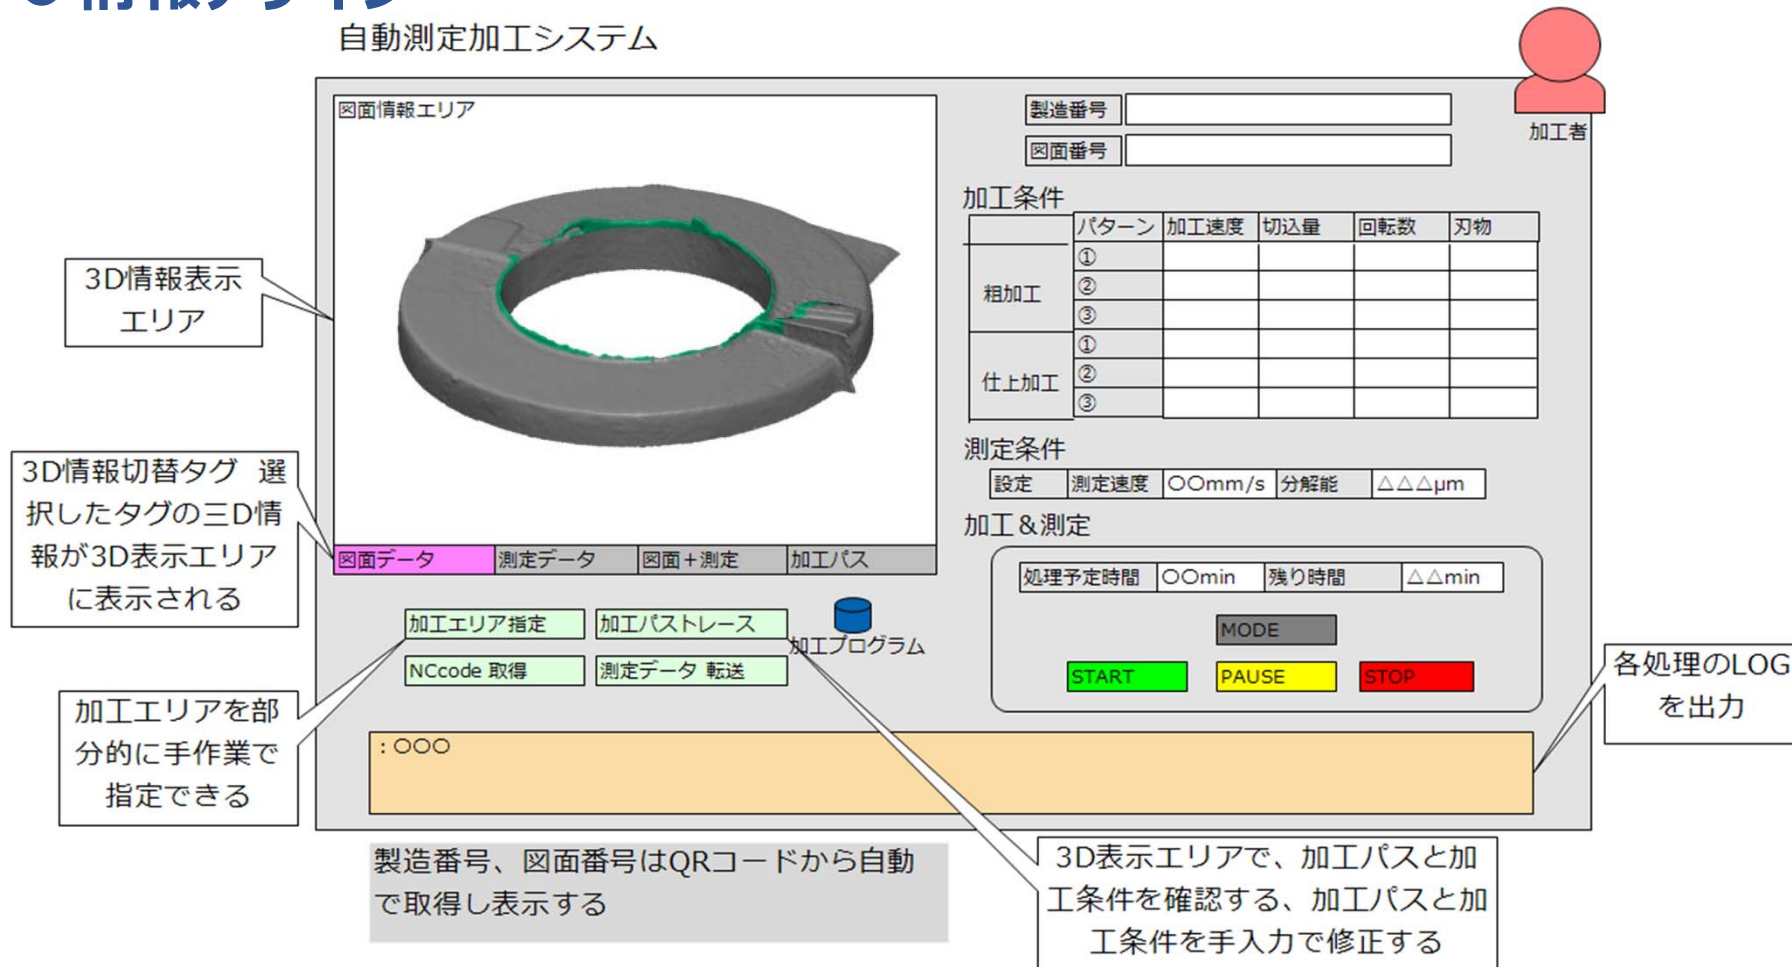 情報デザイン
自動測定加工システム
図面情報エリア
製造番号
図面番号
加工者
加工条件
パターン 加工速度 切込量 回転数 刃物
粗加工
①
②
③
仕上加工
①
②
③
測定条件
設定 測定速度 〇〇mm/s 分解能 △△△μm
加工&測定
処理予定時間 〇〇min 残り時間 △△min
MODE
START PAUSE STOP
3D情報表示
エリア
3D情報切替タグ 選
択したタグの三D情
報が3D表示エリア
に表示される
図面データ 測定データ 図面+測定 加工パス
加工エリア指定 加工パストレース
NCcode 取得 測定データ 転送
加工プログラム
加工エリアを部
分的に手作業で
指定できる
:〇〇〇
各処理のLOG
を出力
製造番号、図面番号はQRコードから自動
で取得し表示する
3D表示エリアで、加工パスと加
工条件を確認する、加工パスと加
工条件を手入力で修正する